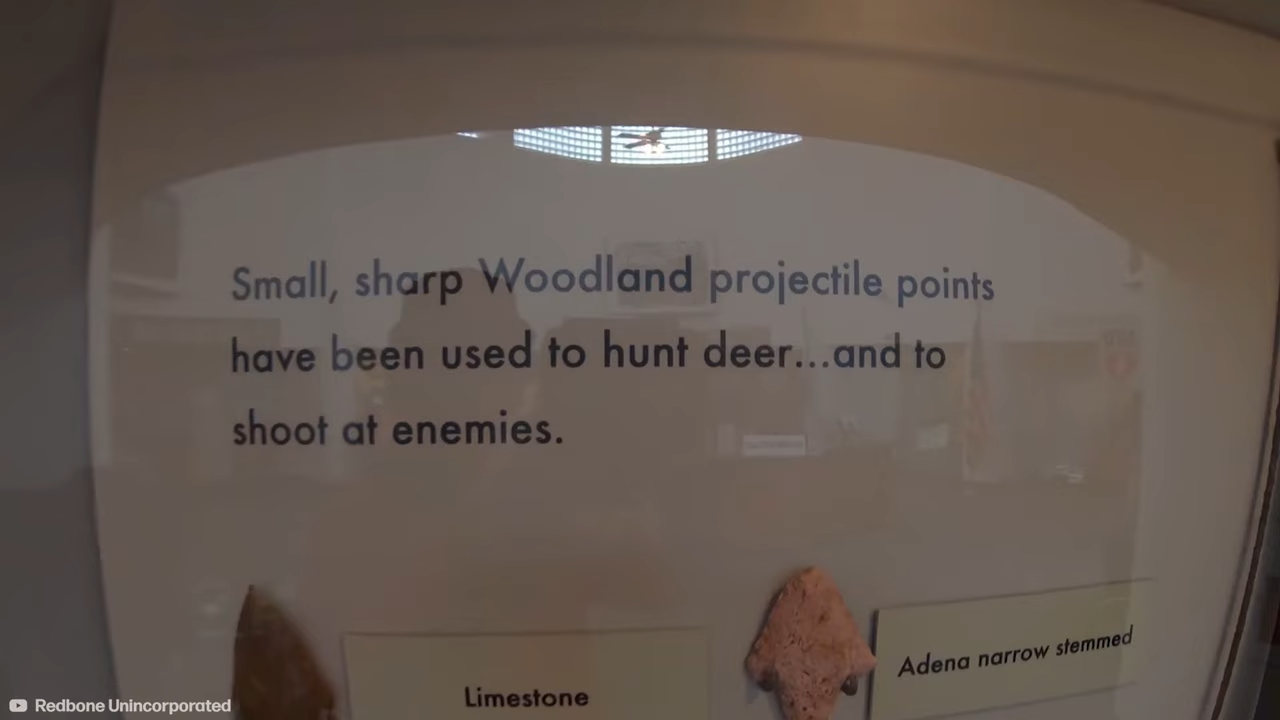 Small, sharp Woodland projectile points
have been used to hunt deer...and to
shoot at enemies.
Limestone
Adena narrow stemmed
Redbone Unincorporated